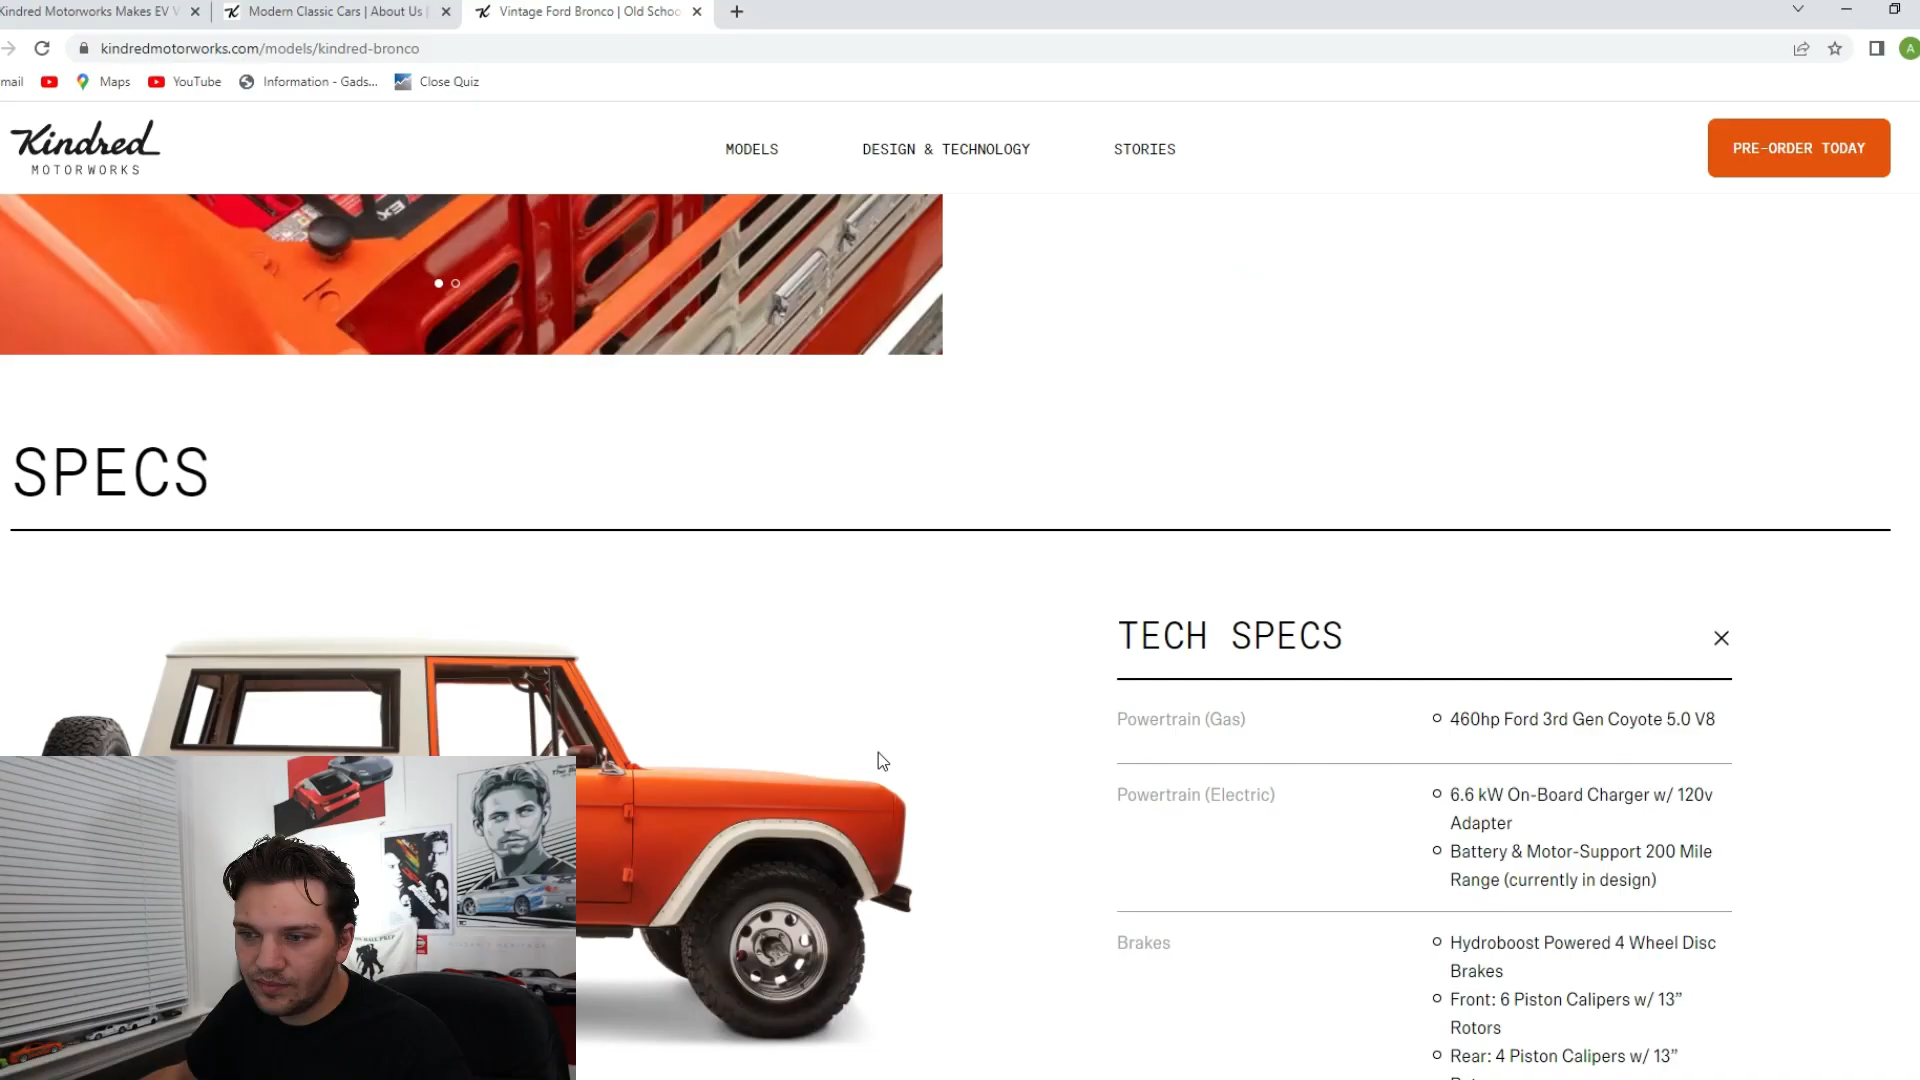 Kindred Motorworks Makes EV V
Modern Classic Cars | About Us |
Vintage Ford Bronco | Old Schoo
kindredmotorworks.com/models/kindred-bronco
A
mail
Maps
YouTube
Information - Gads...
Close Quiz
Kindred
MOTORWORKS
MODELS
DESIGN & TECHNOLOGY
STORIES
PRE-ORDER TODAY
SPECS
TECH SPECS
Powertrain (Gas)
460hp Ford 3rd Gen Coyote 5.0 V8
Powertrain (Electric)
6.6 kW On-Board Charger w/ 120v
Adapter
Battery & Motor-Support 200 Mile
Range (currently in design)
Brakes
Hydroboost Powered 4 Wheel Disc
Brakes
Front: 6 Piston Calipers w/ 13”
Rotors
Rear: 4 Piston Calipers w/ 13”